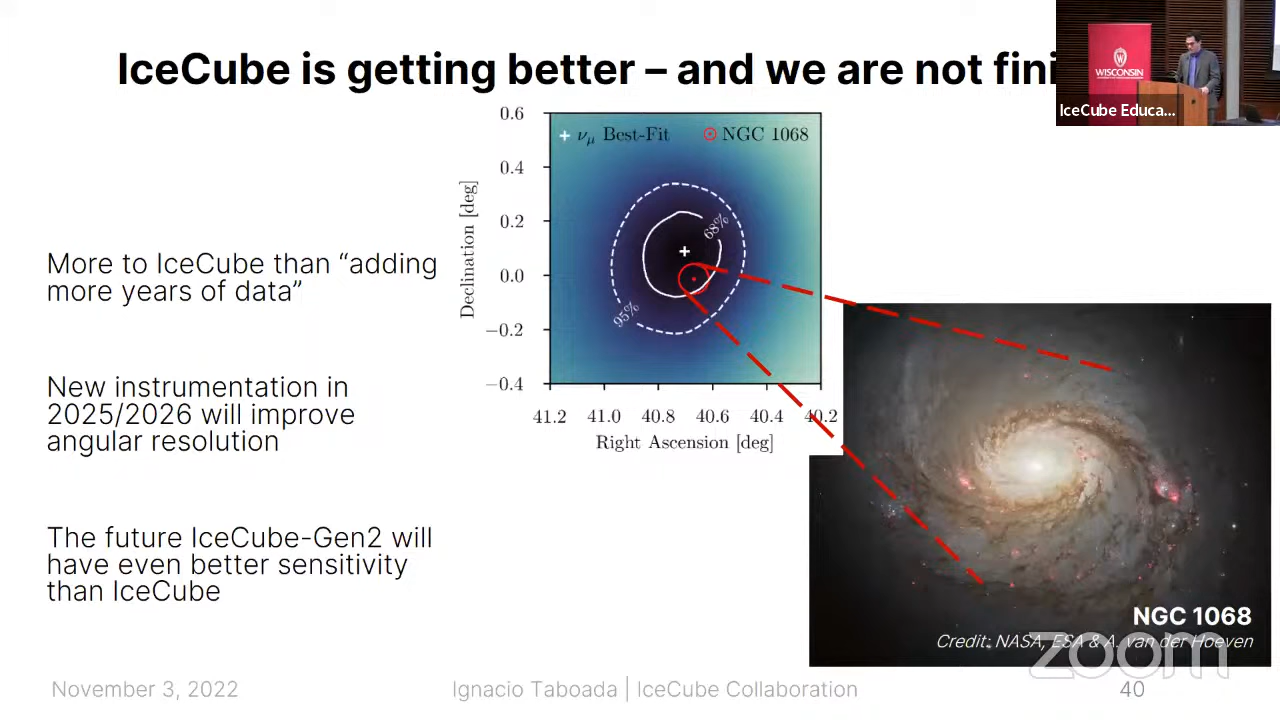 IceCube is getting better – and we are not fini
WISCONSIN
IceCube Educa...
More to IceCube than “adding
more years of data”
New instrumentation in
2025/2026 will improve
angular resolution
The future IceCube-Gen2 will
have even better sensitivity
than IceCube
νμ Best-Fit
NGC 1068
68%
95%
Declination [deg]
0.6
0.4
0.2
0.0
−0.2
−0.4
41.2 41.0 40.8 40.6 40.4 40.2
Right Ascension [deg]
NGC 1068
Credit: NASA, ESA & A. van der Hoeven
zoom
November 3, 2022
Ignacio Taboada | IceCube Collaboration
40